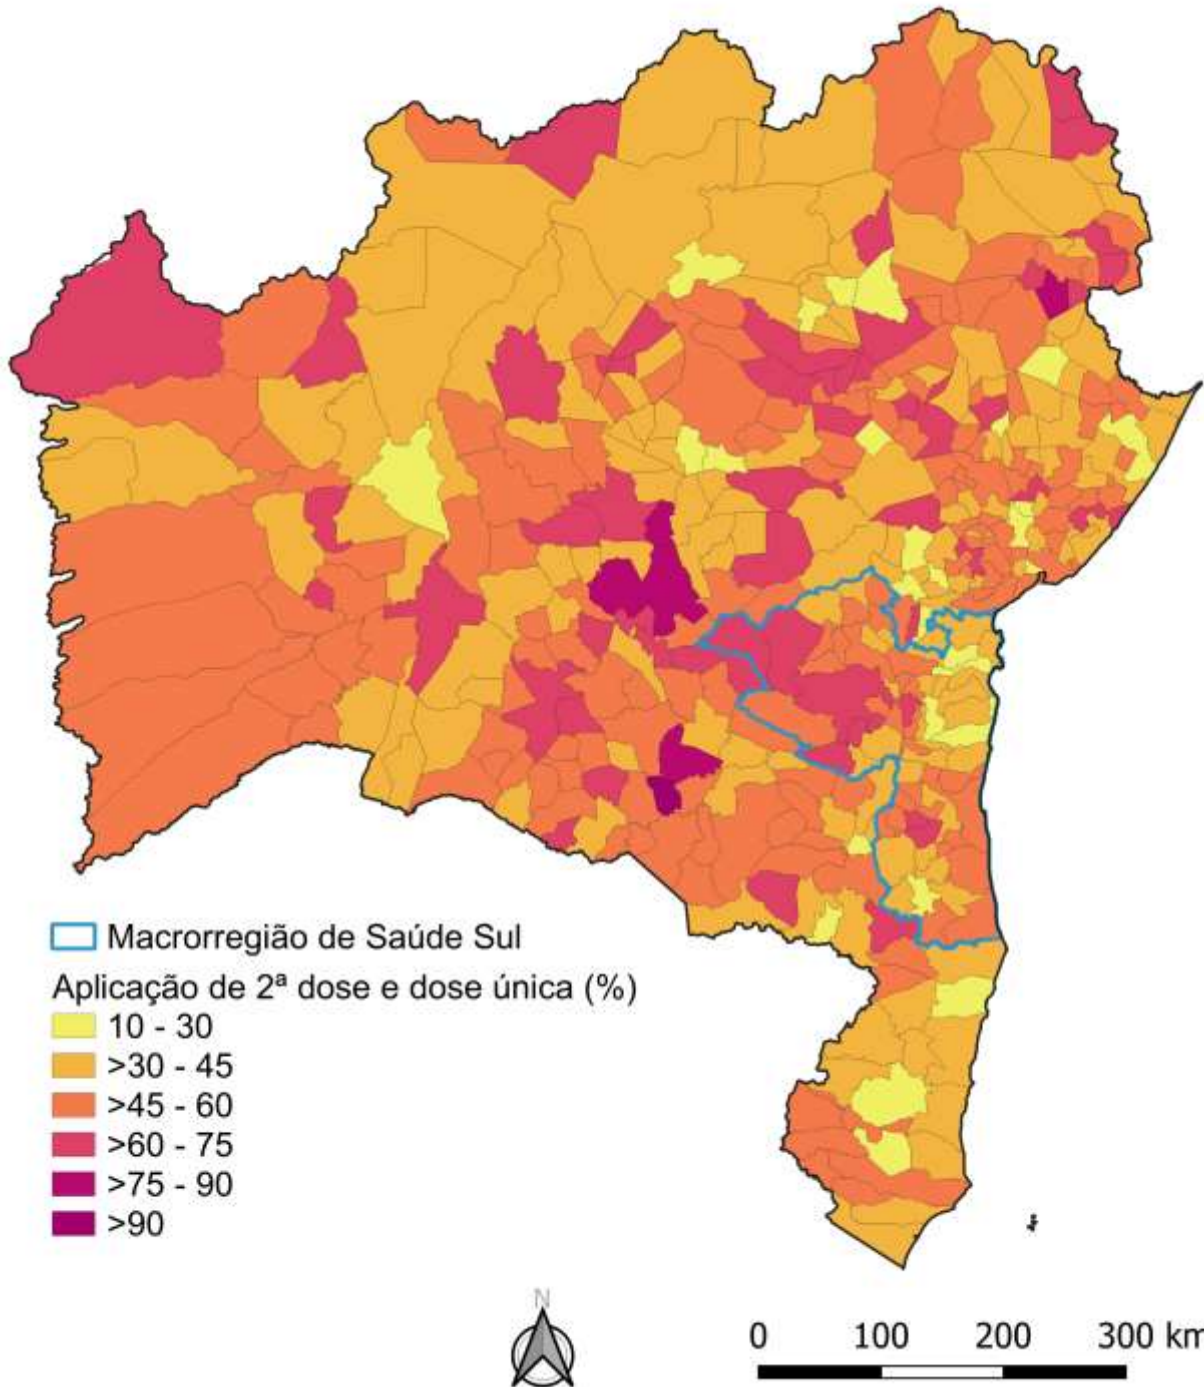 Macrorregião de Saúde Sul
Aplicação de 2ª dose e dose única (%)
10 - 30
>30 - 45
>45 - 60
>60 - 75
>75 - 90
>90
N
0 100 200 300 km